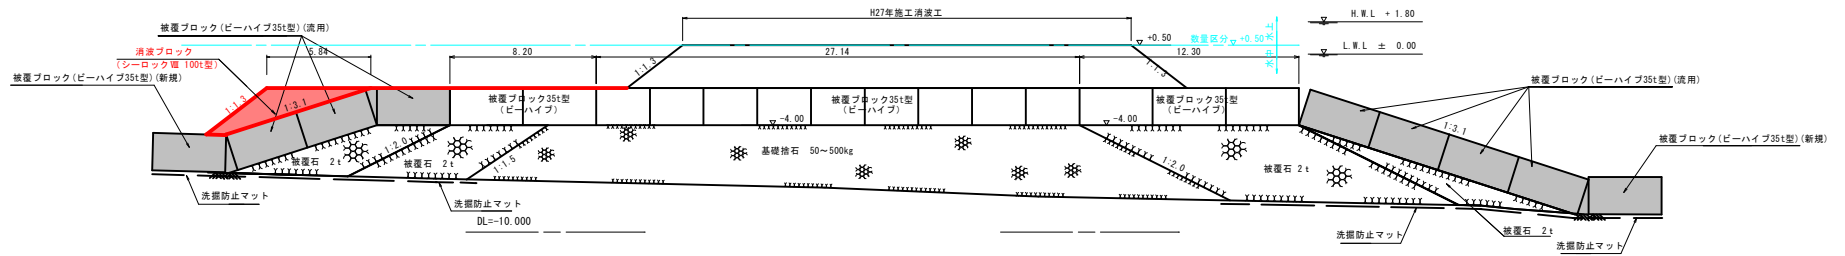 H27年施工消波工
H.W.L + 1.80
被覆ブロック(ビーハイブ35t型)(流用)
消波ブロック
(シーロックⅧ 100t型)
被覆ブロック(ビーハイブ35t型)(新規)
5.84
8.20
27.14
12.30
+0.50
数量区分 +0.50
水上
水中
L.W.L ± 0.00
1:1.3
1:3.1
1:1.3
1:1.3
被覆ブロック35t型
(ビーハイブ)
被覆ブロック35t型
(ビーハイブ)
被覆ブロック35t型
(ビーハイブ)
被覆ブロック(ビーハイブ35t型)(流用)
-4.00
-4.00
1:3.1
被覆ブロック(ビーハイブ35t型)(新規)
被覆石 2t
1:2.0
被覆石 2t
1:1.5
基礎捨石 50~500kg
1:2.0
被覆石 2t
洗掘防止マット
洗掘防止マット
DL=-10.000
洗掘防止マット
被覆石 2t
洗掘防止マット